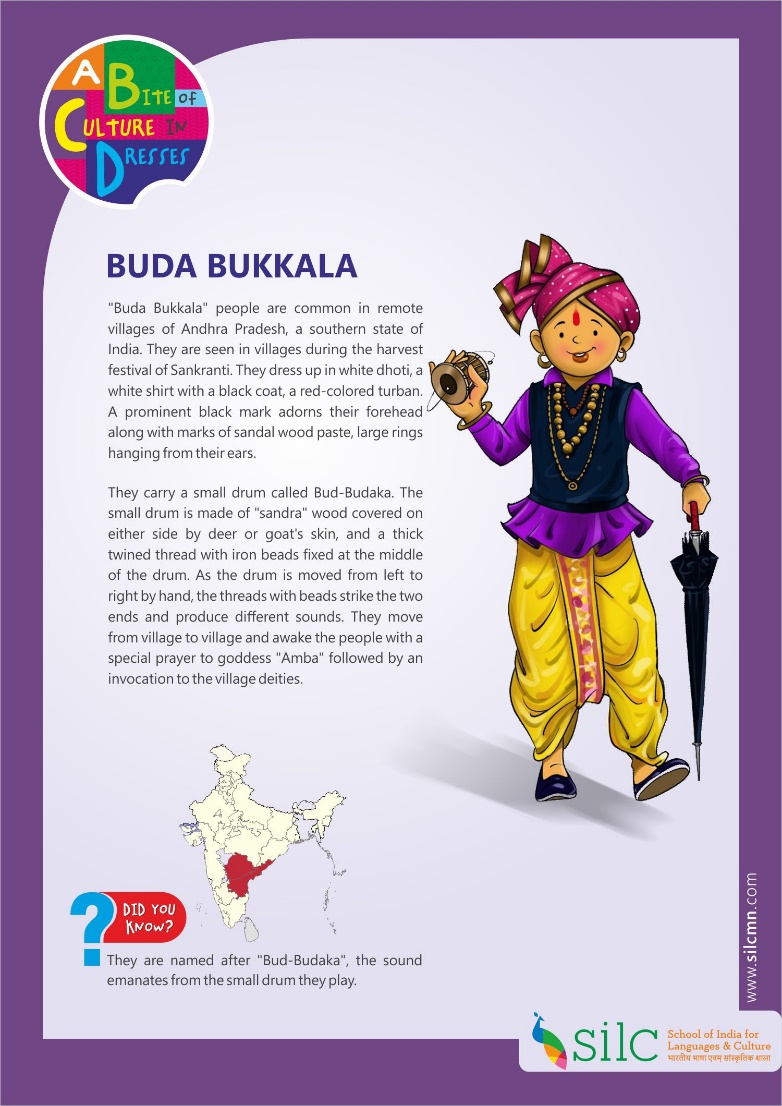 A
BITE OF
CULTURE IN
DRESSES
BUDA BUKKALA
"Buda Bukkala" people are common in remote
villages of Andhra Pradesh, a southern state of
India. They are seen in villages during the harvest
festival of Sankranti. They dress up in white dhoti, a
white shirt with a black coat, a red-colored turban.
A prominent black mark adorns their forehead
along with marks of sandal wood paste, large rings
hanging from their ears.
They carry a small drum called Bud-Budaka. The
small drum is made of "sandra" wood covered on
either side by deer or goat's skin, and a thick
twined thread with iron beads fixed at the middle
of the drum. As the drum is moved from left to
right by hand, the threads with beads strike the two
ends and produce different sounds. They move
from village to village and awake the people with a
special prayer to goddess "Amba" followed by an
invocation to the village deities.
?
DID YOU
KNOW?
They are named after "Bud-Budaka", the sound
emanates from the small drum they play.
www.silcmn.com
silc
School of India for
Languages & Culture
भारतीय भाषा एवम् सांस्कृतिक शाला